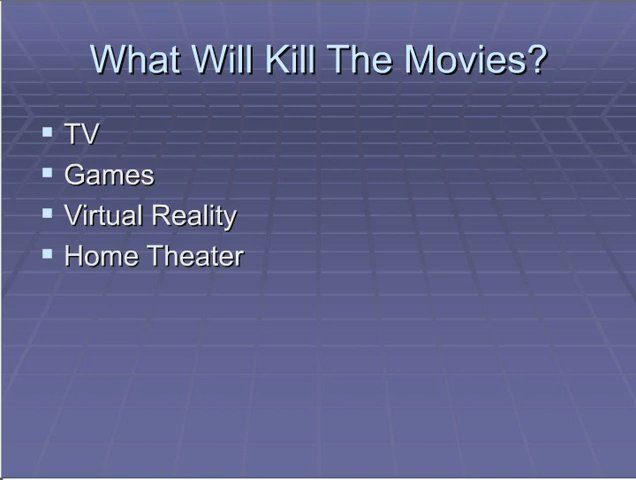 What Will Kill The Movies?
TV
Games
Virtual Reality
Home Theater